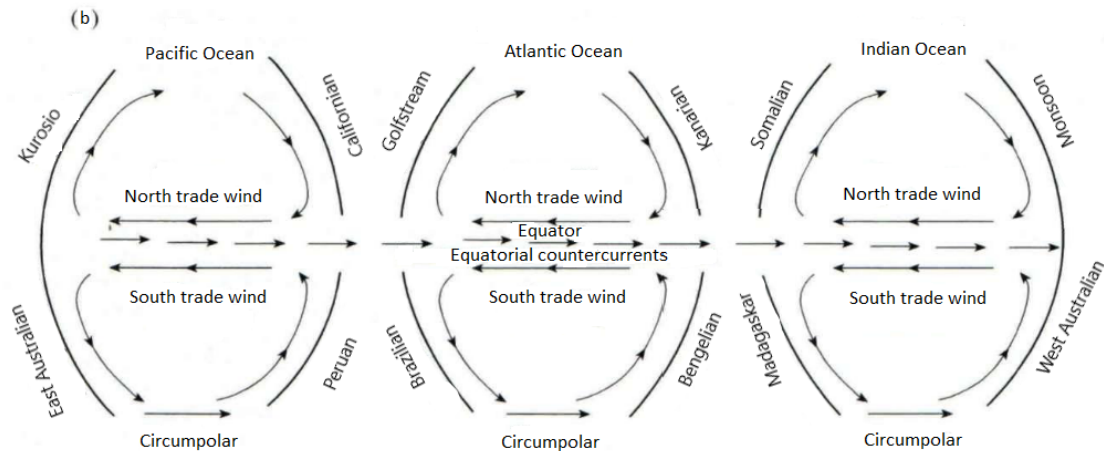 (b)
Pacific Ocean
Atlantic Ocean
Indian Ocean
Kurosio
Californian
Golfstream
Kanarian
Somalian
Monsoon
North trade wind
North trade wind
North trade wind
Equator
Equatorial countercurrents
South trade wind
South trade wind
South trade wind
East Australian
Peruan
Brazilian
Bengelian
Madagaskar
West Australian
Circumpolar
Circumpolar
Circumpolar